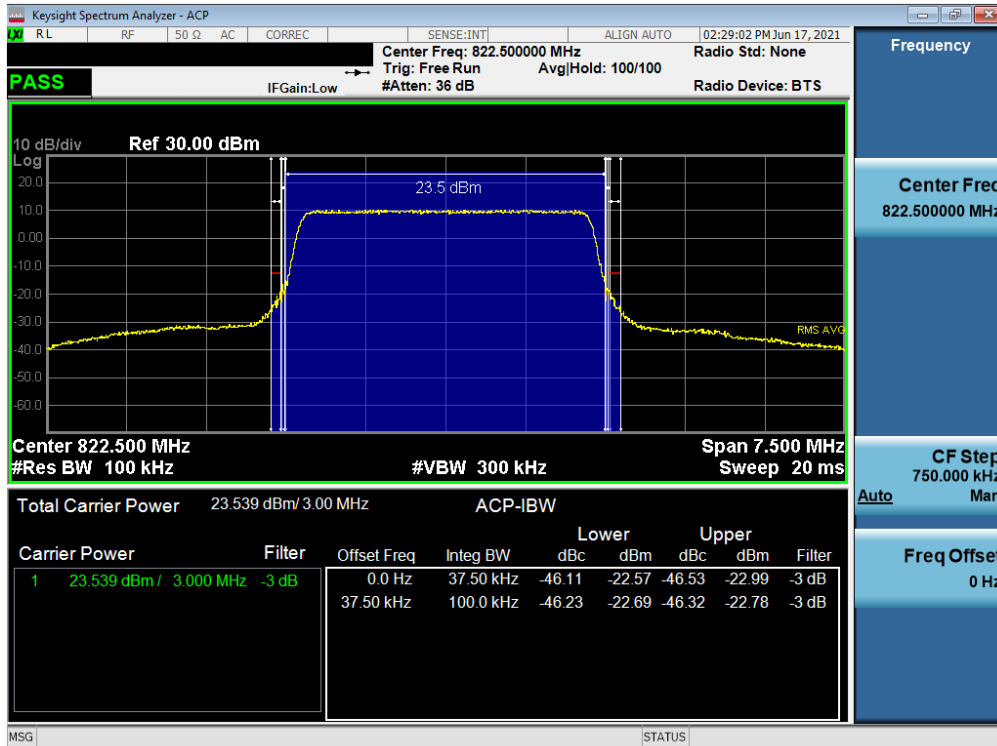 Keysight Spectrum Analyzer - ACP
LXI RL RF 50 Ω AC CORREC SENSE:INT ALIGN AUTO 02:29:02 PM Jun 17, 2021
Center Freq: 822.500000 MHz Radio Std: None
Trig: Free Run Avg|Hold: 100/100
PASS IFGain:Low #Atten: 36 dB Radio Device: BTS
Frequency
10 dB/div Ref 30.00 dBm
Log
20.0
23.5 dBm
10.0
0.00
-10.0
-20.0
-30.0
RMS AVG
-40.0
-50.0
-60.0
Center 822.500 MHz Span 7.500 MHz
#Res BW 100 kHz #VBW 300 kHz Sweep 20 ms
Center Freq
822.500000 MHz
CF Step
750.000 kHz
Auto Man
Freq Offset
0 Hz
Total Carrier Power 23.539 dBm/ 3.00 MHz ACP-IBW
Lower Upper
Carrier Power Filter Offset Freq Integ BW dBc dBm dBc dBm Filter
1 23.539 dBm / 3.000 MHz -3 dB 0.0 Hz 37.50 kHz -46.11 -22.57 -46.53 -22.99 -3 dB
37.50 kHz 100.0 kHz -46.23 -22.69 -46.32 -22.78 -3 dB
MSG STATUS